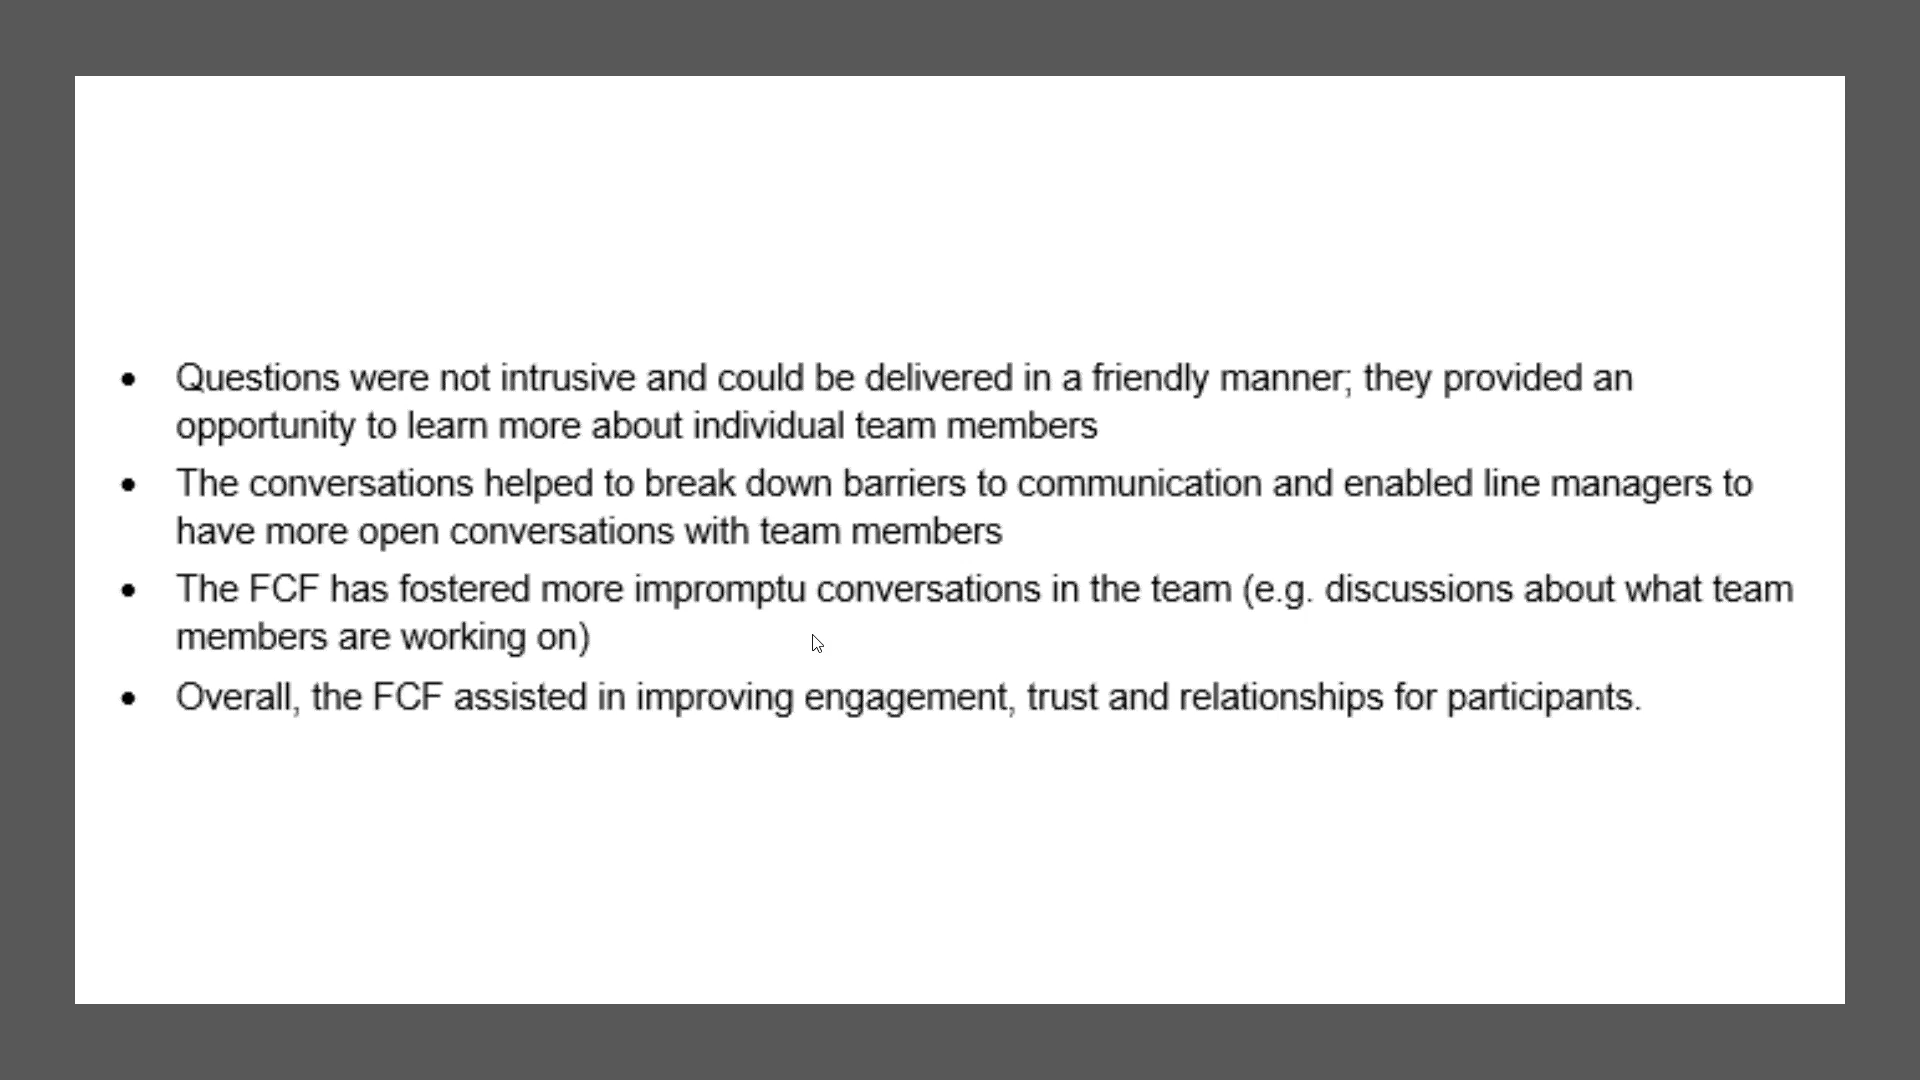 • Questions were not intrusive and could be delivered in a friendly manner; they provided an
opportunity to learn more about individual team members
• The conversations helped to break down barriers to communication and enabled line managers to
have more open conversations with team members
• The FCF has fostered more impromptu conversations in the team (e.g. discussions about what team
members are working on)
• Overall, the FCF assisted in improving engagement, trust and relationships for participants.